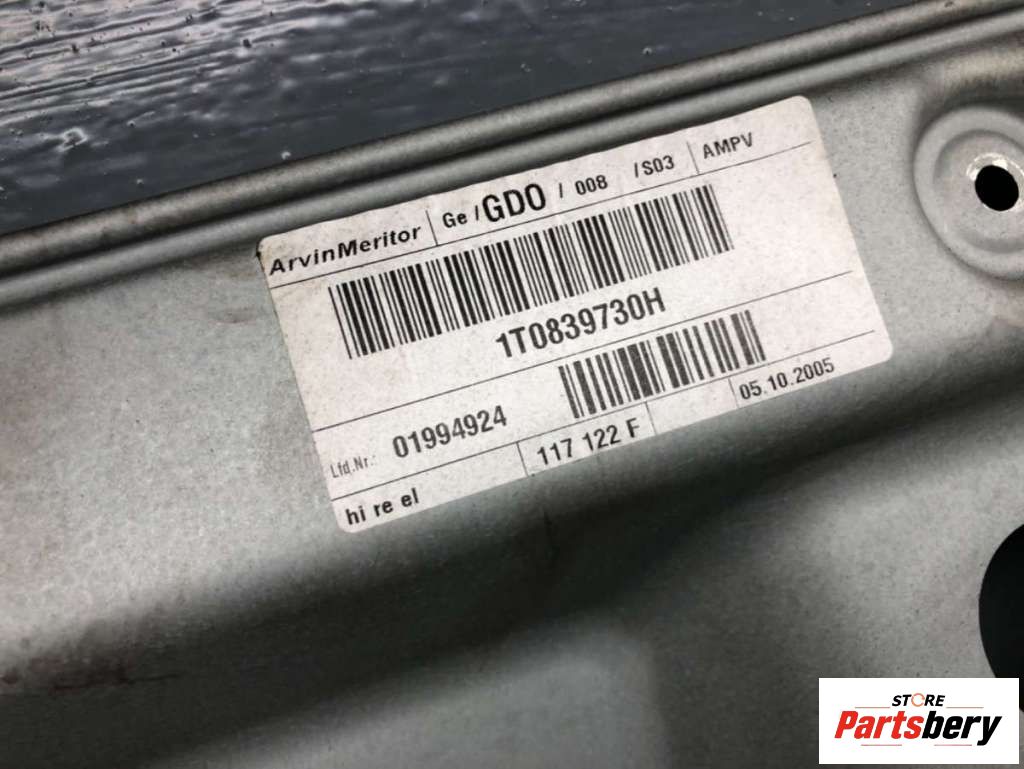 ArvinMeritor Ge / GDO / 008 /S03 AMPV
1T0839730H
Lfd.Nr.: 01994924
hi re el 117 122 F 05.10.2005
STORE
Partsbery